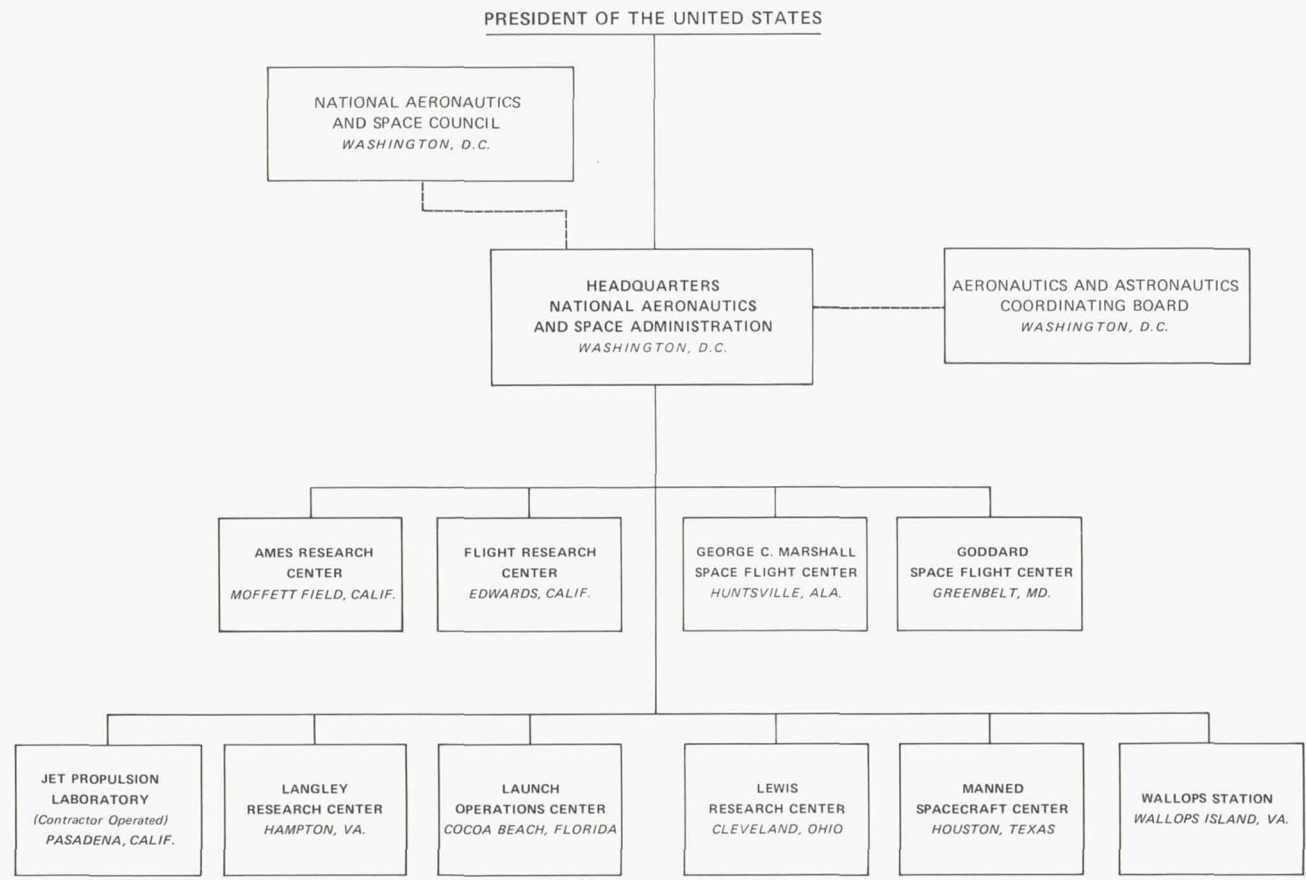 PRESIDENT OF THE UNITED STATES
NATIONAL AERONAUTICS
AND SPACE COUNCIL
WASHINGTON, D.C.
HEADQUARTERS
NATIONAL AERONAUTICS
AND SPACE ADMINISTRATION
WASHINGTON, D.C.
AERONAUTICS AND ASTRONAUTICS
COORDINATING BOARD
WASHINGTON, D.C.
AMES RESEARCH
CENTER
MOFFETT FIELD, CALIF.
FLIGHT RESEARCH
CENTER
EDWARDS, CALIF.
GEORGE C. MARSHALL
SPACE FLIGHT CENTER
HUNTSVILLE, ALA.
GODDARD
SPACE FLIGHT CENTER
GREENBELT, MD.
JET PROPULSION
LABORATORY
(Contractor Operated)
PASADENA, CALIF.
LANGLEY
RESEARCH CENTER
HAMPTON, VA.
LAUNCH
OPERATIONS CENTER
COCOA BEACH, FLORIDA
LEWIS
RESEARCH CENTER
CLEVELAND, OHIO
MANNED
SPACECRAFT CENTER
HOUSTON, TEXAS
WALLOPS STATION
WALLOPS ISLAND, VA.